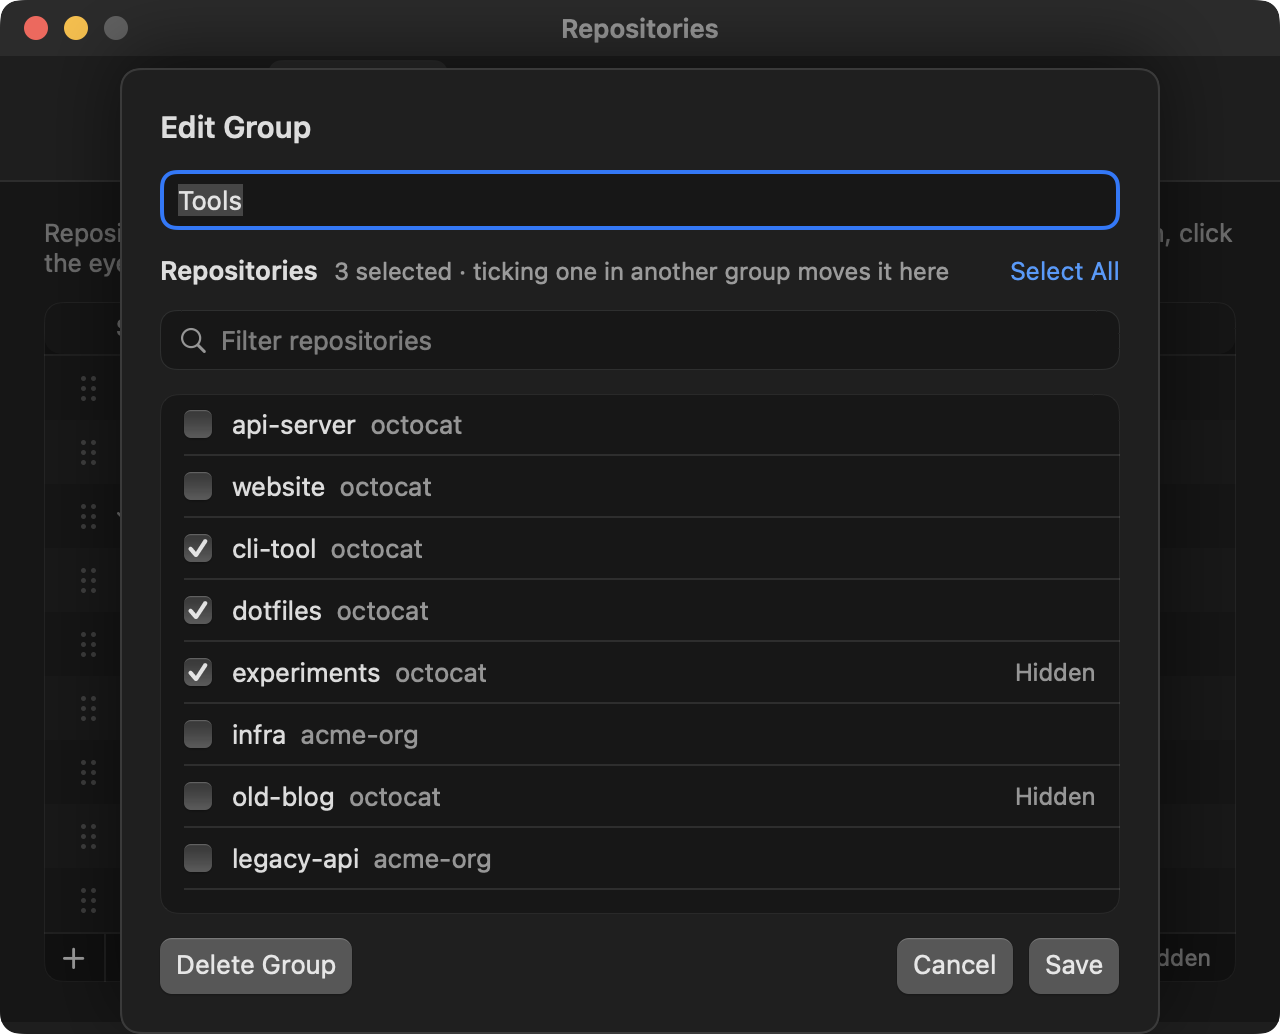 Repositories
Edit Group
Tools
click
the
Repositories 3 selected · ticking one in another group moves it here Select All
Filter repositories
api-server octocat
website octocat
cli-tool octocat
dotfiles octocat
experiments octocat Hidden
infra acme-org
old-blog octocat Hidden
legacy-api acme-org
+
Delete Group Cancel Save